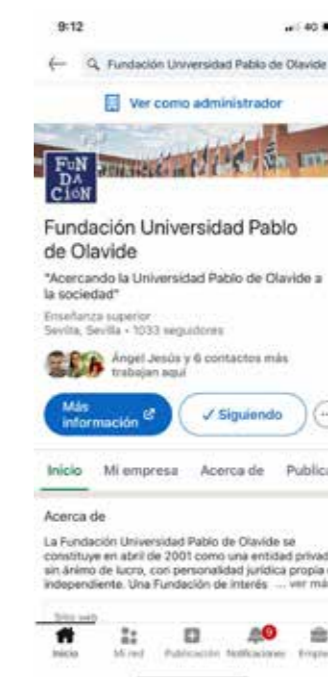 9:12
4G
Fundación Universidad Pablo de Olavide
Ver como administrador
FUN
DA
CIÓN
Fundación Universidad Pablo
de Olavide
"Acercando la Universidad Pablo de Olavide a
la sociedad"
Enseñanza superior
Sevilla, Sevilla • 1033 seguidores
Ángel Jesús y 6 contactos más
trabajan aquí
Más
información
✓ Siguiendo
Inicio Mi empresa Acerca de Publica
Acerca de
La Fundación Universidad Pablo de Olavide se
constituye en abril de 2001 como una entidad privad
sin ánimo de lucro, con personalidad jurídica propia
independiente. Una Fundación de interés ... ver más
Sitio web
9
Inicio Mi red Publicación Notificaciones Emple